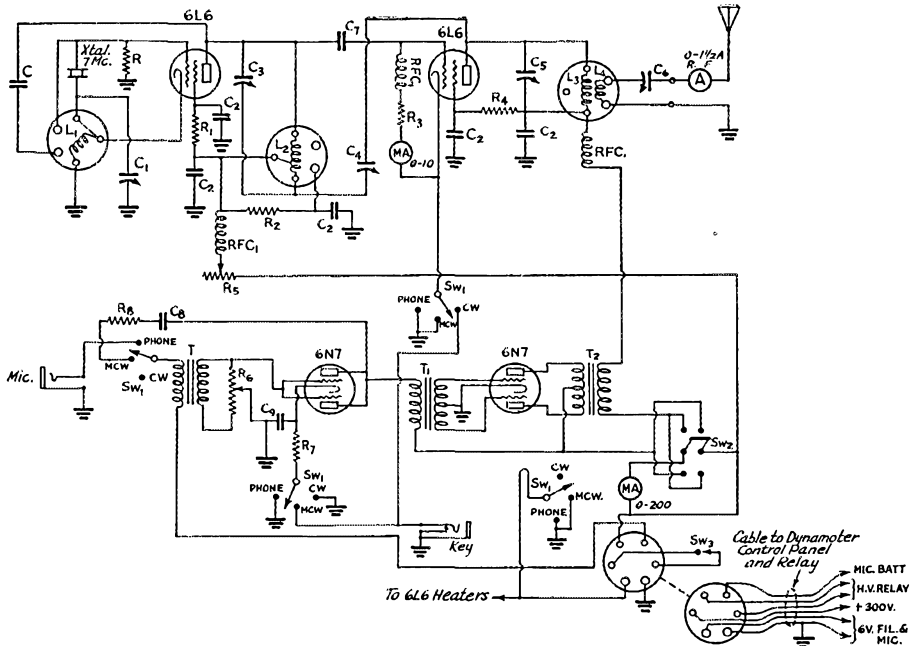 6L6
C
Xtal.
7 Mc.
R
L1
C1
R1
C2
C2
C3
L2
R2
C2
RFC1
R5
C7
C4
RFC,
R3
MA
0-10
6L6
C2
R4
C5
C2
L3
L4
RFC,
C6
0-1½A
R. F.
A
R8
C8
PHONE
MCW
CW
Sw1
Mic.
T
R6
C9
6N7
R7
Sw1
PHONE
CW
MCW
Sw1
PHONE
CW
MCW
T1
6N7
T2
Sw2
MA
0-200
CW
Sw1
MCW.
PHONE
Key
Sw3
To 6L6 Heaters
Cable to Dynamoter
Control Panel
and Relay
MIC. BATT
H.V. RELAY
+ 300V.
6V. FIL. &
MIC.